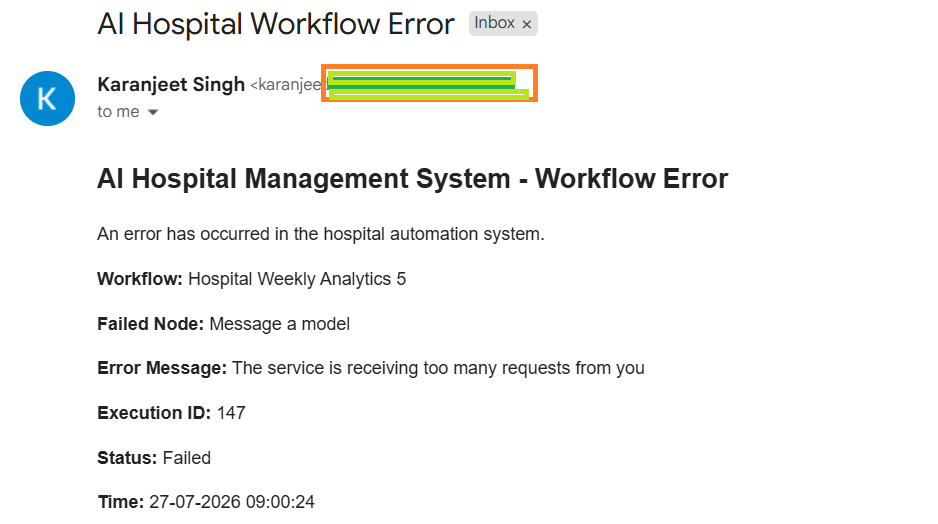 AI Hospital Workflow Error Inbox ×
K
Karanjeet Singh <karanjee
to me
AI Hospital Management System - Workflow Error
An error has occurred in the hospital automation system.
Workflow: Hospital Weekly Analytics 5
Failed Node: Message a model
Error Message: The service is receiving too many requests from you
Execution ID: 147
Status: Failed
Time: 27-07-2026 09:00:24